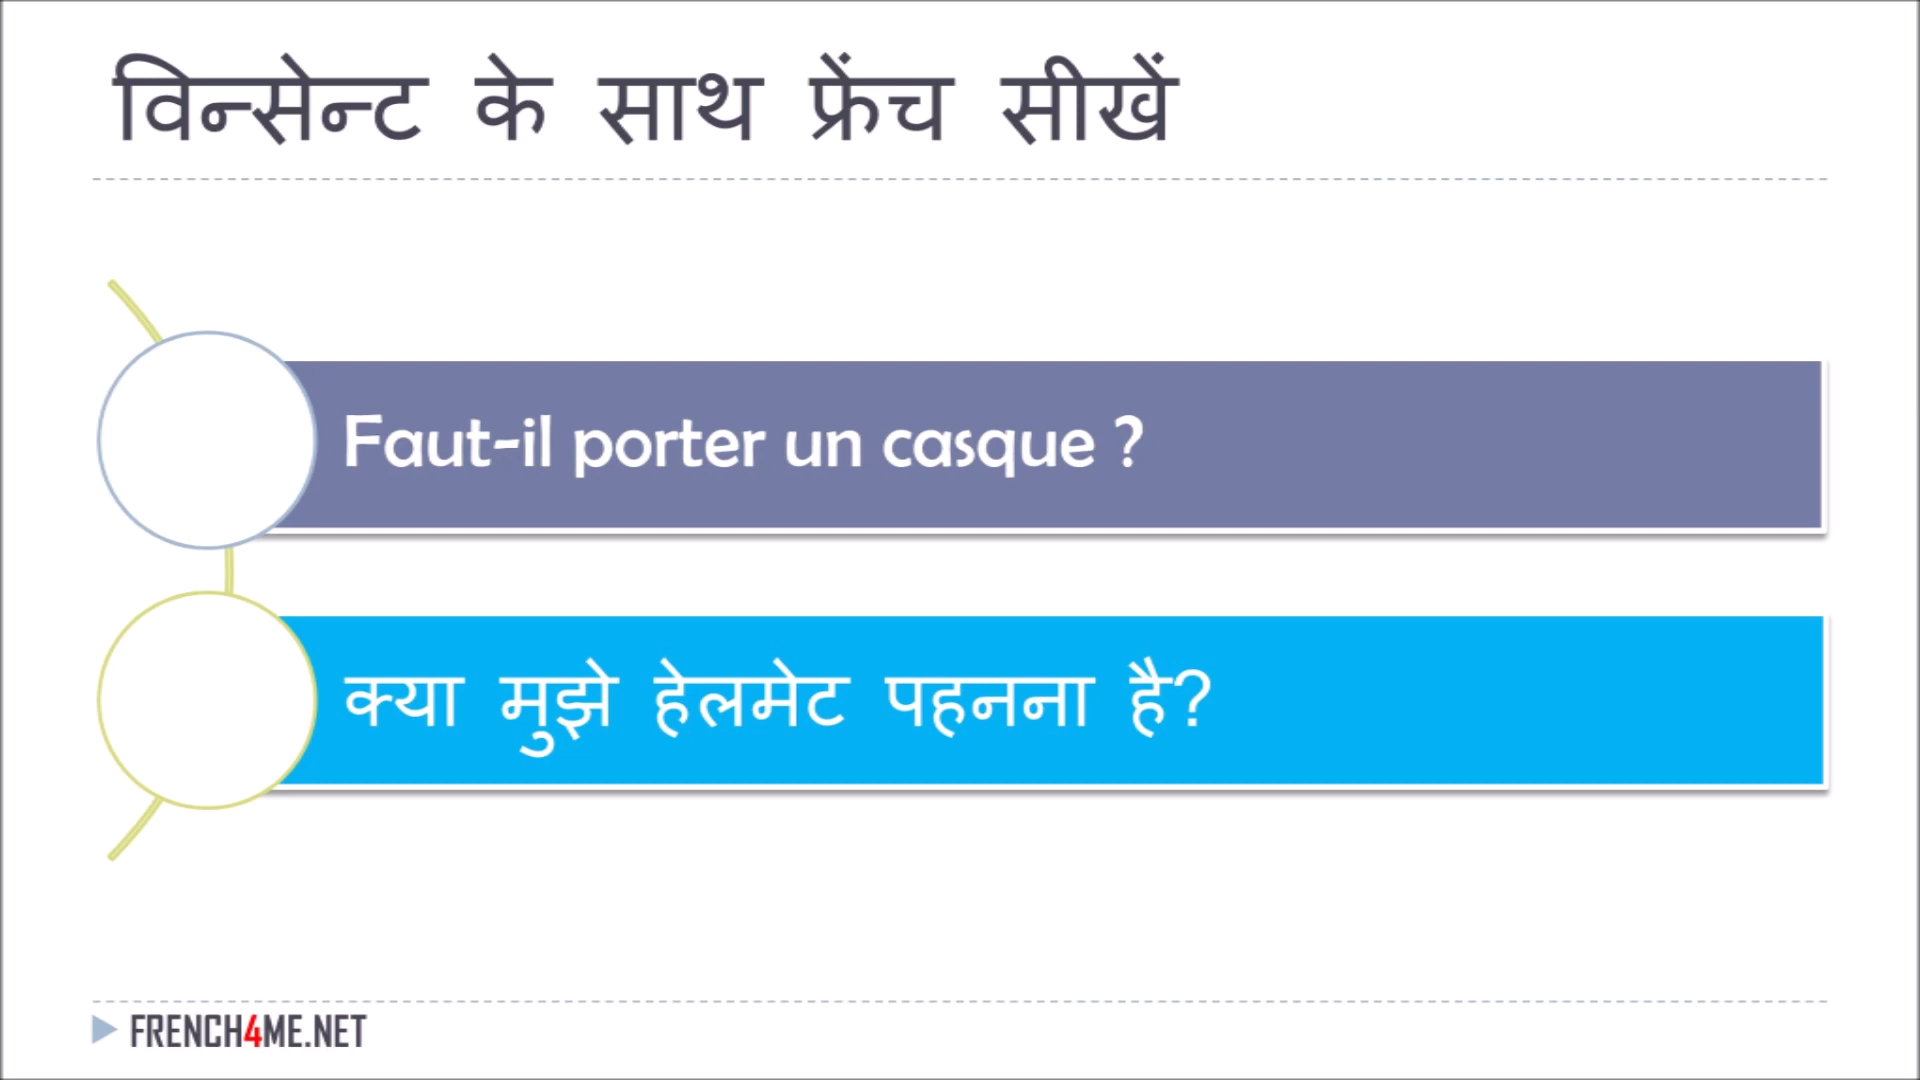 विन्सेन्ट के साथ फ्रेंच सीखें
Faut-il porter un casque ?
क्या मुझे हेलमेट पहनना है?
FRENCH4ME.NET